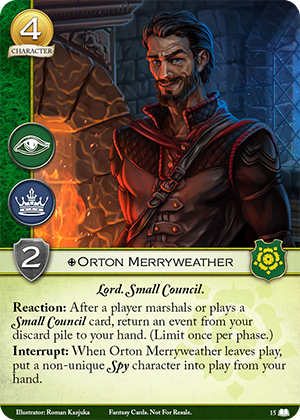 4
CHARACTER
2
Orton Merryweather
Lord. Small Council.
Reaction: After a player marshals or plays a
Small Council card, return an event from your
discard pile to your hand. (Limit once per phase.)
Interrupt: When Orton Merryweather leaves play,
put a non-unique Spy character into play from your
hand.
Illustrator: Roman Kazjuka
Fantasy Cards. Not For Resale.
15